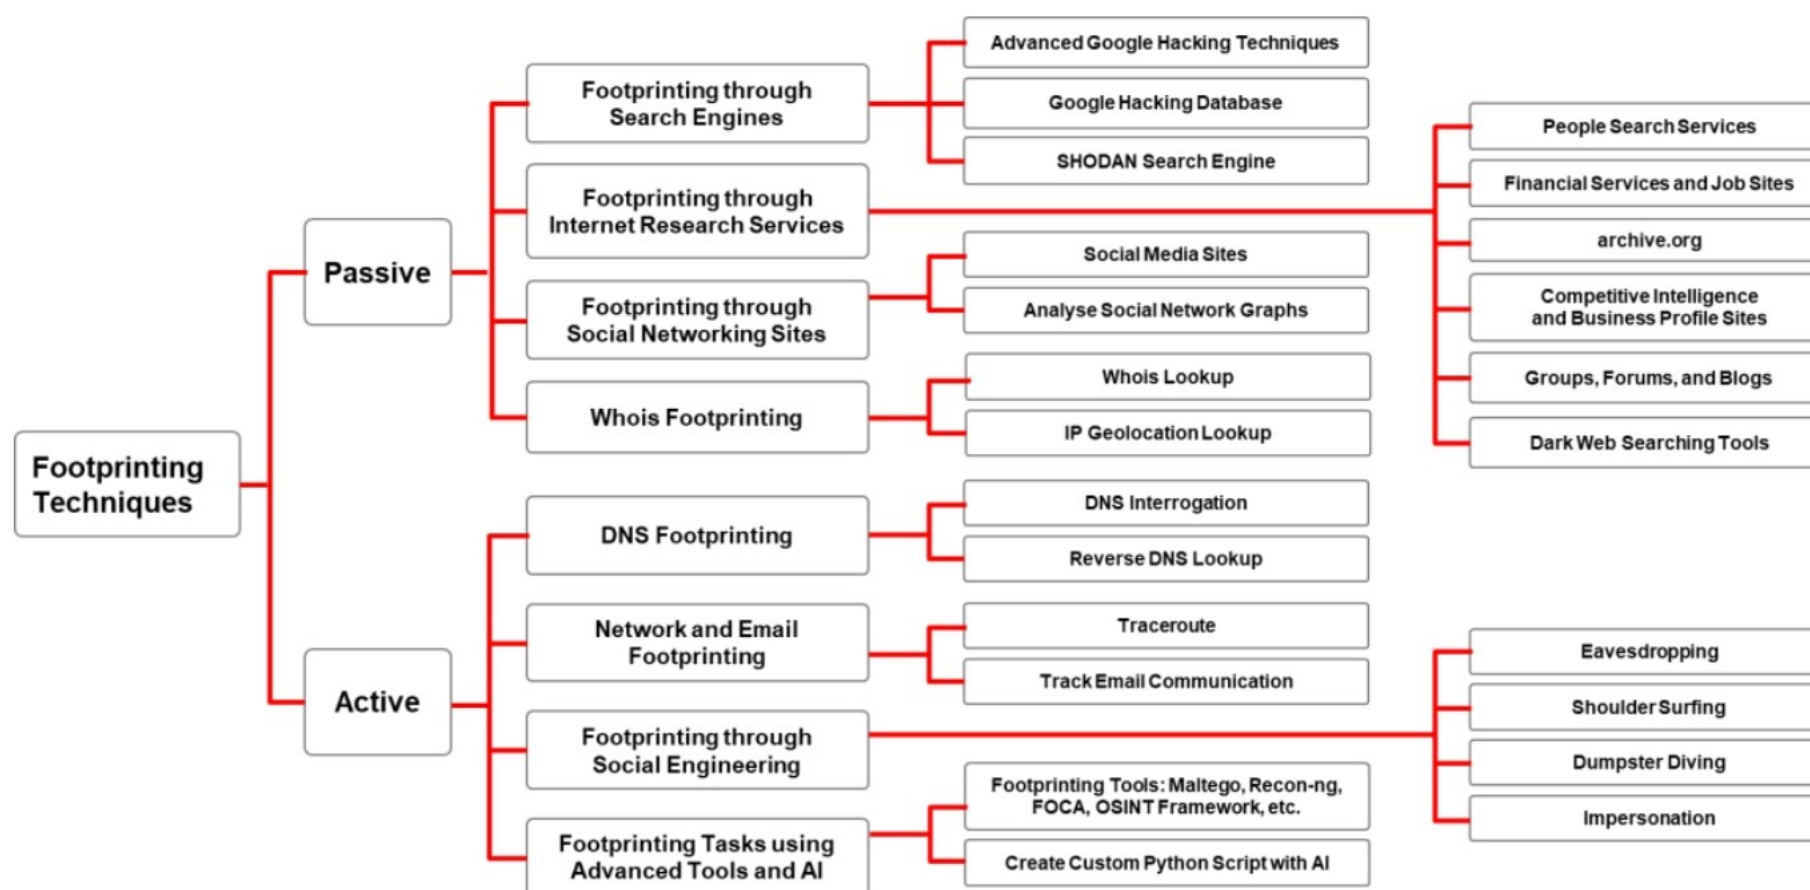 Footprinting
Techniques
Passive
Footprinting through
Search Engines
Advanced Google Hacking Techniques
Google Hacking Database
SHODAN Search Engine
Footprinting through
Internet Research Services
People Search Services
Financial Services and Job Sites
archive.org
Competitive Intelligence
and Business Profile Sites
Groups, Forums, and Blogs
Dark Web Searching Tools
Footprinting through
Social Networking Sites
Social Media Sites
Analyse Social Network Graphs
Whois Footprinting
Whois Lookup
IP Geolocation Lookup
Active
DNS Footprinting
DNS Interrogation
Reverse DNS Lookup
Network and Email
Footprinting
Traceroute
Track Email Communication
Footprinting through
Social Engineering
Eavesdropping
Shoulder Surfing
Dumpster Diving
Impersonation
Footprinting Tasks using
Advanced Tools and AI
Footprinting Tools: Maltego, Recon-ng,
FOCA, OSINT Framework, etc.
Create Custom Python Script with AI